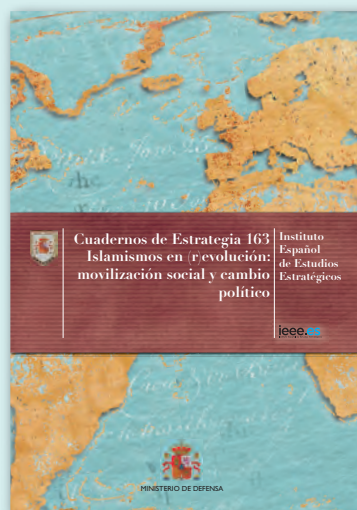 Cuadernos de Estrategia 163
Islamismos en (r)evolución:
movilización social y cambio
político
Instituto
Español
de Estudios
Estratégicos
ieee.es
MINISTERIO DE DEFENSA